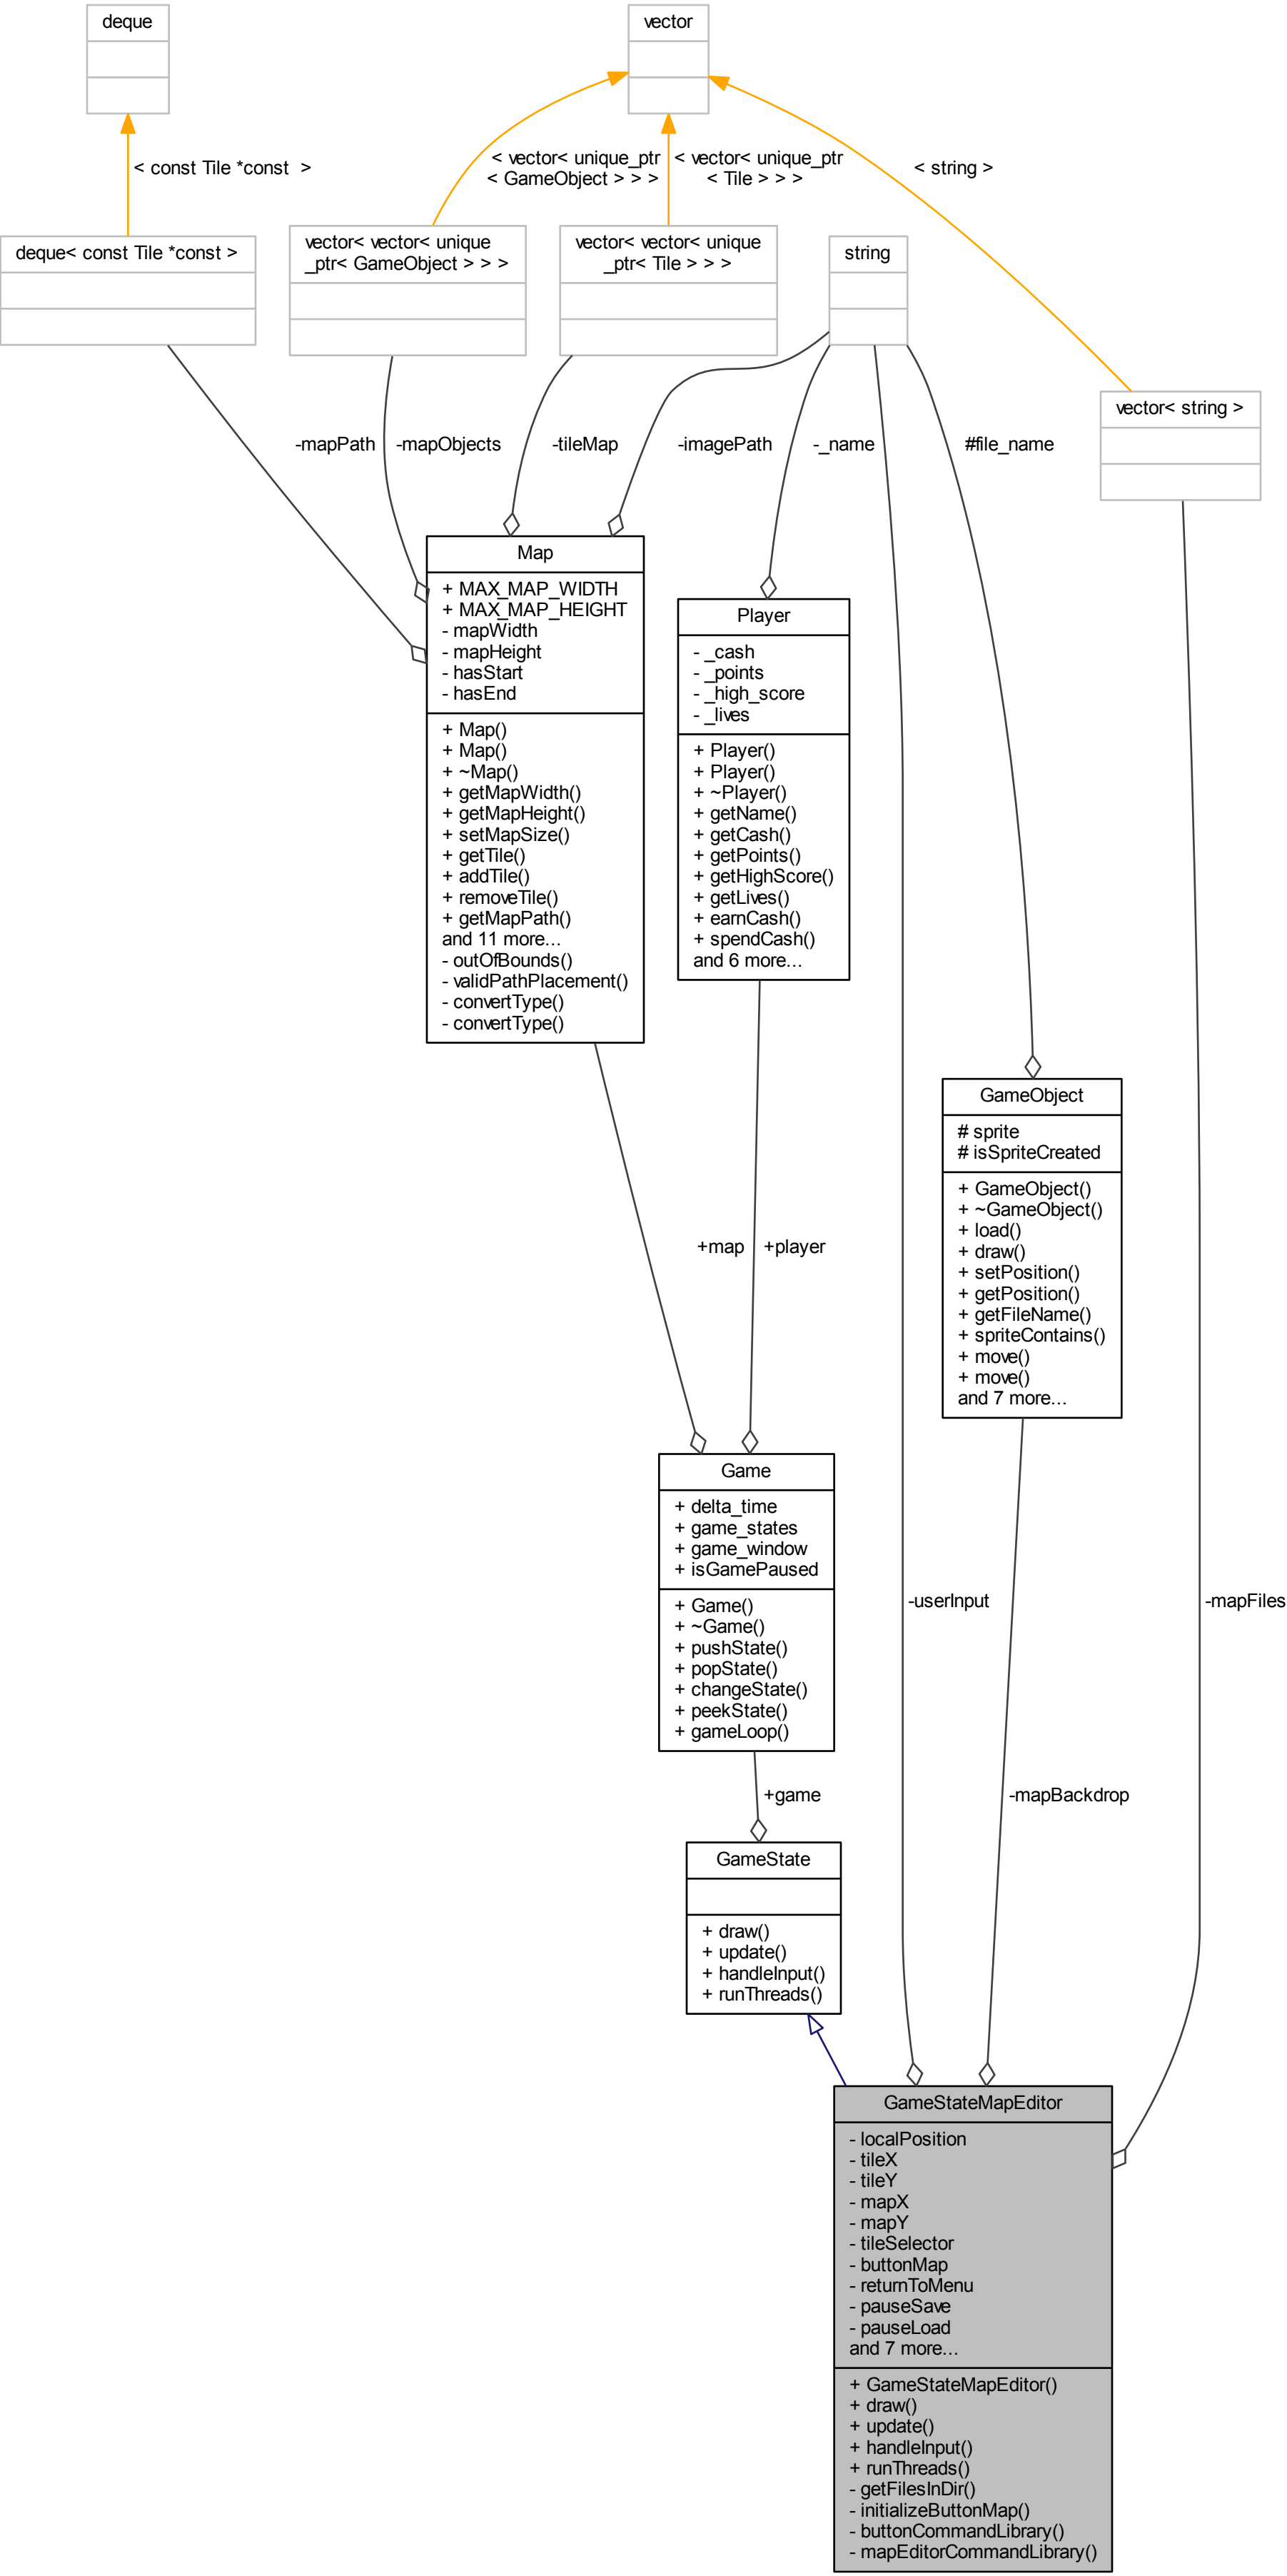 deque
vector
< const Tile *const  >
< vector< unique_ptr
< GameObject > > >
< vector< unique_ptr
< Tile > > >
< string >
deque< const Tile *const >
vector< vector< unique
_ptr< GameObject > > >
vector< vector< unique
_ptr< Tile > > >
string
vector< string >
-mapPath
-mapObjects
-tileMap
-imagePath
-_name
#file_name
Map
+ MAX_MAP_WIDTH
+ MAX_MAP_HEIGHT
- mapWidth
- mapHeight
- hasStart
- hasEnd
+ Map()
+ Map()
+ ~Map()
+ getMapWidth()
+ getMapHeight()
+ setMapSize()
+ getTile()
+ addTile()
+ removeTile()
+ getMapPath()
and 11 more...
- outOfBounds()
- validPathPlacement()
- convertType()
- convertType()
Player
- _cash
- _points
- _high_score
- _lives
+ Player()
+ Player()
+ ~Player()
+ getName()
+ getCash()
+ getPoints()
+ getHighScore()
+ getLives()
+ earnCash()
+ spendCash()
and 6 more...
GameObject
# sprite
# isSpriteCreated
+ GameObject()
+ ~GameObject()
+ load()
+ draw()
+ setPosition()
+ getPosition()
+ getFileName()
+ spriteContains()
+ move()
+ move()
and 7 more...
+map
+player
Game
+ delta_time
+ game_states
+ game_window
+ isGamePaused
+ Game()
+ ~Game()
+ pushState()
+ popState()
+ changeState()
+ peekState()
+ gameLoop()
-userInput
-mapFiles
+game
-mapBackdrop
GameState
+ draw()
+ update()
+ handleInput()
+ runThreads()
GameStateMapEditor
- localPosition
- tileX
- tileY
- mapX
- mapY
- tileSelector
- buttonMap
- returnToMenu
- pauseSave
- pauseLoad
and 7 more...
+ GameStateMapEditor()
+ draw()
+ update()
+ handleInput()
+ runThreads()
- getFilesInDir()
- initializeButtonMap()
- buttonCommandLibrary()
- mapEditorCommandLibrary()